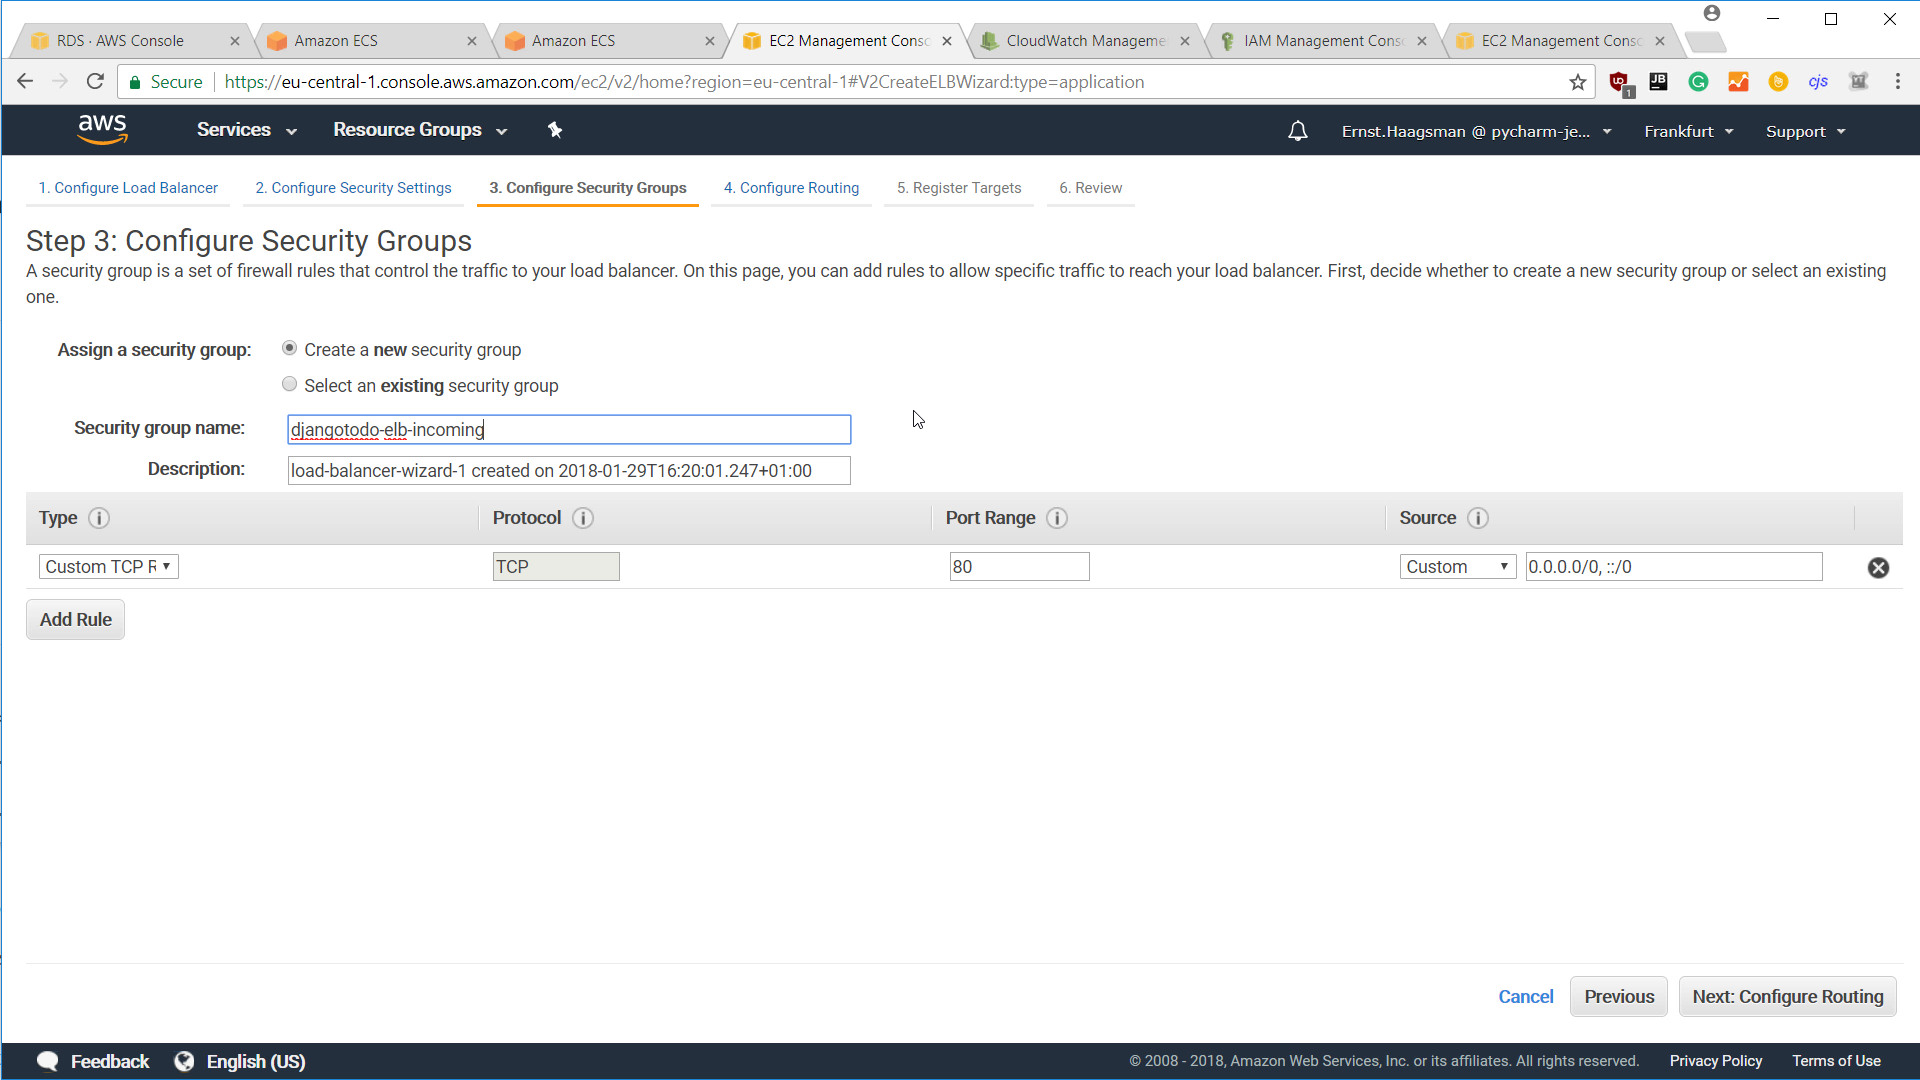 RDS · AWS Console
Amazon ECS
Amazon ECS
EC2 Management Conso
CloudWatch Manageme
IAM Management Conso
EC2 Management Conso
Secure
https://eu-central-1.console.aws.amazon.com/ec2/v2/home?region=eu-central-1#V2CreateELBWizard:type=application
1
JB
cjs
aws
Services
Resource Groups
Ernst.Haagsman @ pycharm-je...
Frankfurt
Support
1. Configure Load Balancer
2. Configure Security Settings
3. Configure Security Groups
4. Configure Routing
5. Register Targets
6. Review
Step 3: Configure Security Groups
A security group is a set of firewall rules that control the traffic to your load balancer. On this page, you can add rules to allow specific traffic to reach your load balancer. First, decide whether to create a new security group or select an existing
one.
Assign a security group:
Create a new security group
Select an existing security group
Security group name:
djangotodo-elb-incoming
Description:
load-balancer-wizard-1 created on 2018-01-29T16:20:01.247+01:00
Type
Protocol
Port Range
Source
Custom TCP R
TCP
80
Custom
0.0.0.0/0, ::/0
Add Rule
Cancel
Previous
Next: Configure Routing
Feedback
English (US)
© 2008 - 2018, Amazon Web Services, Inc. or its affiliates. All rights reserved.
Privacy Policy
Terms of Use